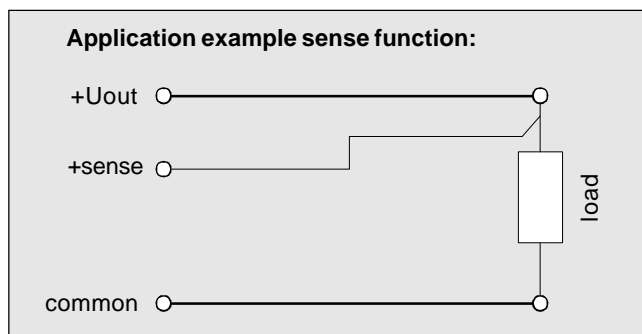 Application example sense function:
+Uout
+sense
load
common